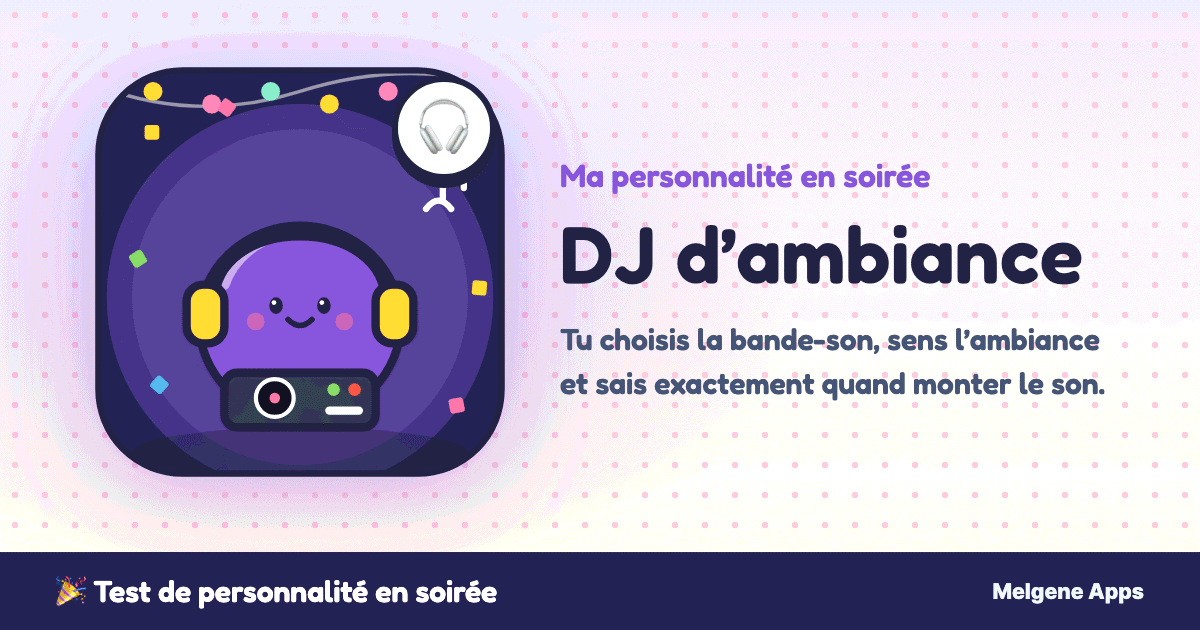 Ma personnalité en soirée
DJ d’ambiance
Tu choisis la bande-son, sens l’ambiance
et sais exactement quand monter le son.
Test de personnalité en soirée
Melgene Apps